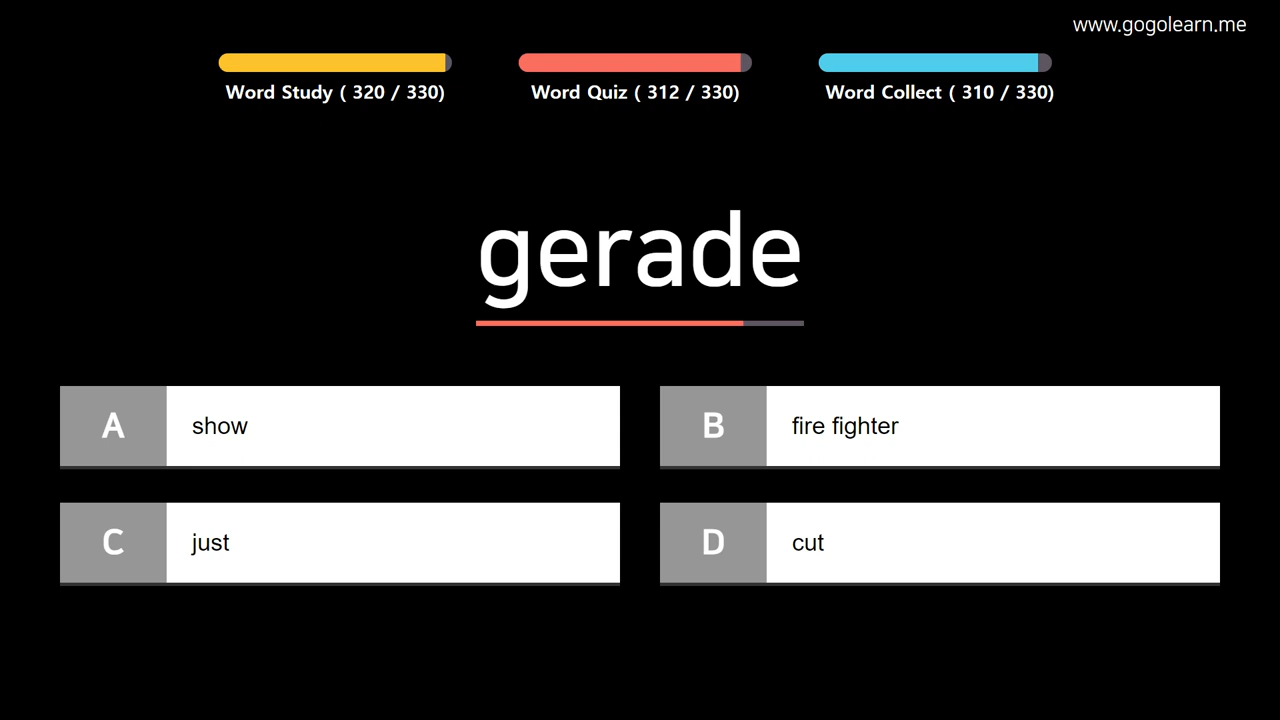 www.gogolearn.me
Word Study ( 320 / 330)
Word Quiz ( 312 / 330)
Word Collect ( 310 / 330)
gerade
A show
B fire fighter
C just
D cut